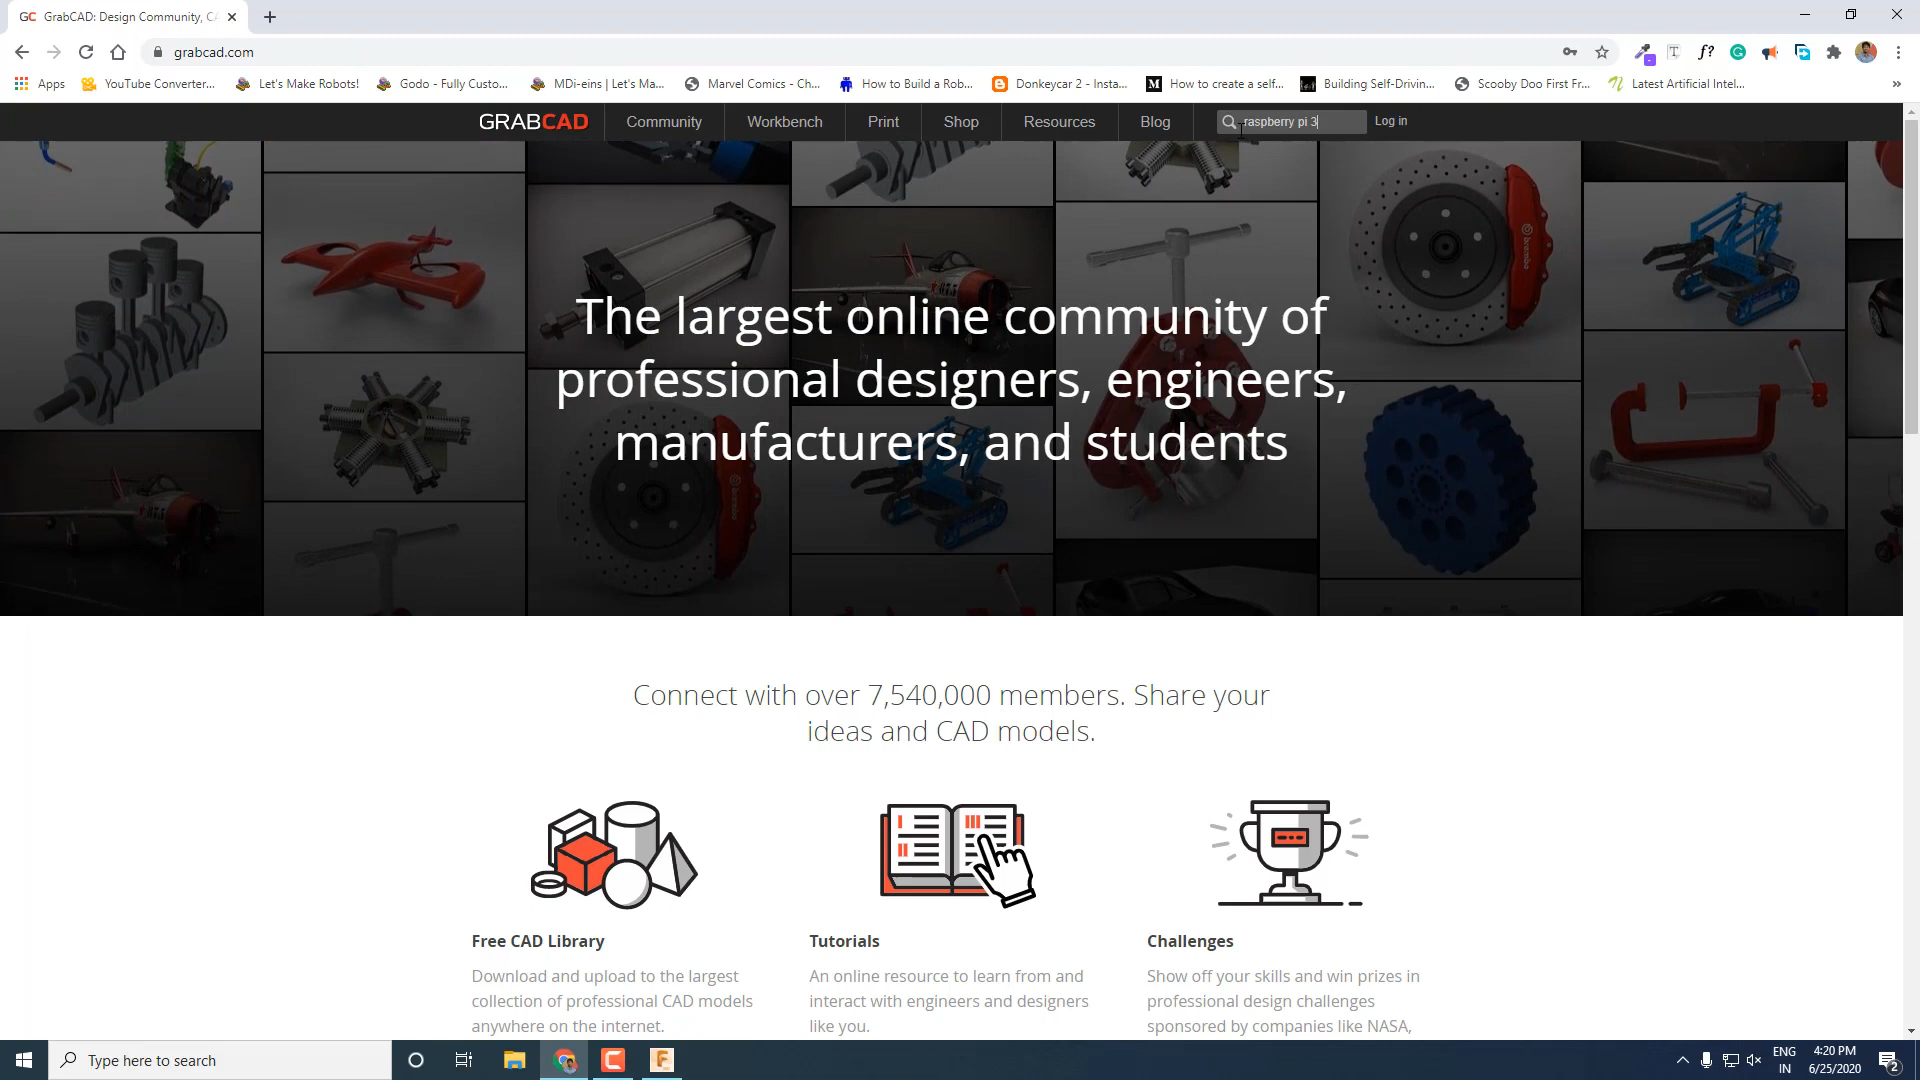 GC GrabCAD: Design Community, CA
grabcad.com
Apps YouTube Converter... Let's Make Robots! Godo - Fully Custo... MDi-eins | Let's Ma... Marvel Comics - Ch... How to Build a Rob... Donkeycar 2 - Insta... How to create a self... Building Self-Drivin... Scooby Doo First Fr... Latest Artificial Intel... »
GRABCAD Community Workbench Print Shop Resources Blog raspberry pi 3 Log in
The largest online community of
professional designers, engineers,
manufacturers, and students
Connect with over 7,540,000 members. Share your
ideas and CAD models.
Free CAD Library
Download and upload to the largest
collection of professional CAD models
anywhere on the internet.
Tutorials
An online resource to learn from and
interact with engineers and designers
like you.
Challenges
Show off your skills and win prizes in
professional design challenges
sponsored by companies like NASA,
Type here to search
ENG
IN
4:20 PM
6/25/2020
2